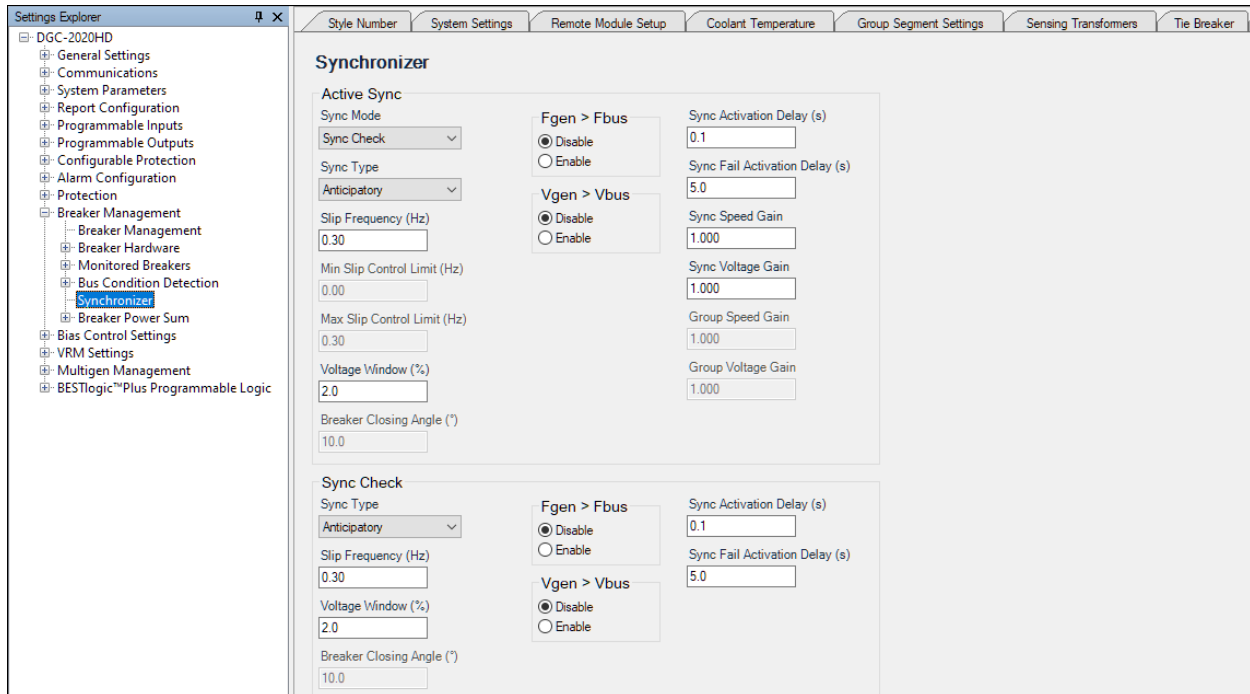 Settings Explorer
DGC-2020HD
General Settings
Communications
System Parameters
Report Configuration
Programmable Inputs
Programmable Outputs
Configurable Protection
Alarm Configuration
Protection
Breaker Management
Breaker Management
Breaker Hardware
Monitored Breakers
Bus Condition Detection
Synchronizer
Breaker Power Sum
Bias Control Settings
VRM Settings
Multigen Management
BESTlogic™Plus Programmable Logic
Style Number System Settings Remote Module Setup Coolant Temperature Group Segment Settings Sensing Transformers Tie Breaker
Synchronizer
Active Sync
Sync Mode
Sync Check
Sync Type
Anticipatory
Slip Frequency (Hz)
0.30
Min Slip Control Limit (Hz)
0.00
Max Slip Control Limit (Hz)
0.30
Voltage Window (%)
2.0
Breaker Closing Angle (°)
10.0
Fgen > Fbus
Disable
Enable
Vgen > Vbus
Disable
Enable
Sync Activation Delay (s)
0.1
Sync Fail Activation Delay (s)
5.0
Sync Speed Gain
1.000
Sync Voltage Gain
1.000
Group Speed Gain
1.000
Group Voltage Gain
1.000
Sync Check
Sync Type
Anticipatory
Slip Frequency (Hz)
0.30
Voltage Window (%)
2.0
Breaker Closing Angle (°)
10.0
Fgen > Fbus
Disable
Enable
Vgen > Vbus
Disable
Enable
Sync Activation Delay (s)
0.1
Sync Fail Activation Delay (s)
5.0